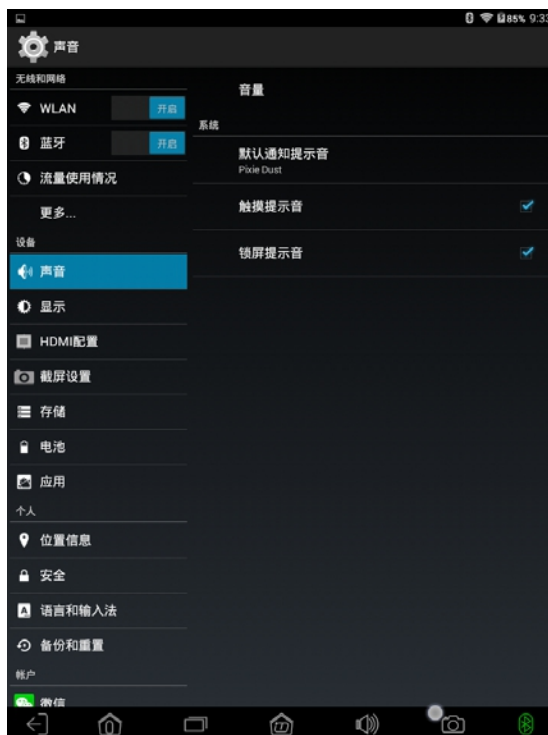 85% 9:33
声音
无线和网络
WLAN 开启
蓝牙 开启
流量使用情况
更多...
设备
声音
显示
HDMI配置
截屏设置
存储
电池
应用
个人
位置信息
安全
语言和输入法
备份和重置
帐户
微信
音量
系统
默认通知提示音
Pixie Dust
触摸提示音
锁屏提示音